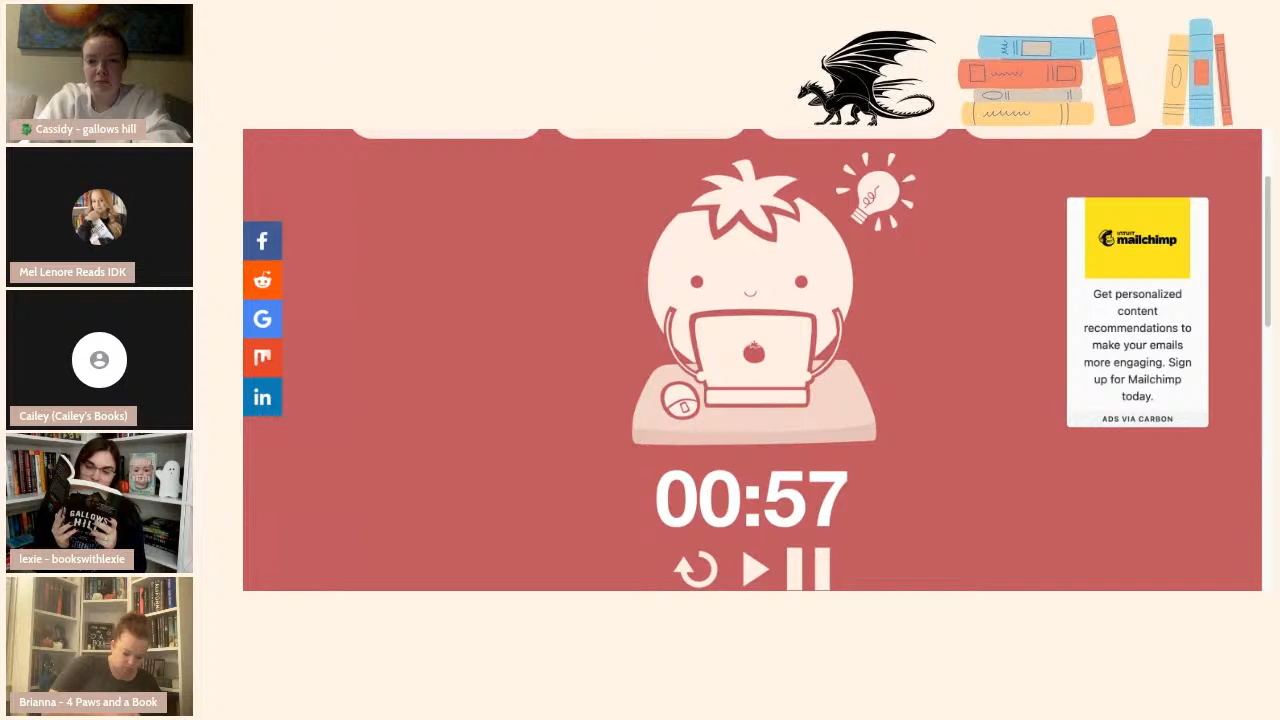 Cassidy - gallows hill
Mel Lenore Reads IDK
Cailey (Cailey's Books)
GALLOWS
HILL
lexie - bookswithlexie
Brianna - 4 Paws and a Book
00:57
INTUIT
mailchimp
Get personalized
content
recommendations to
make your emails
more engaging. Sign
up for Mailchimp
today.
ADS VIA CARBON